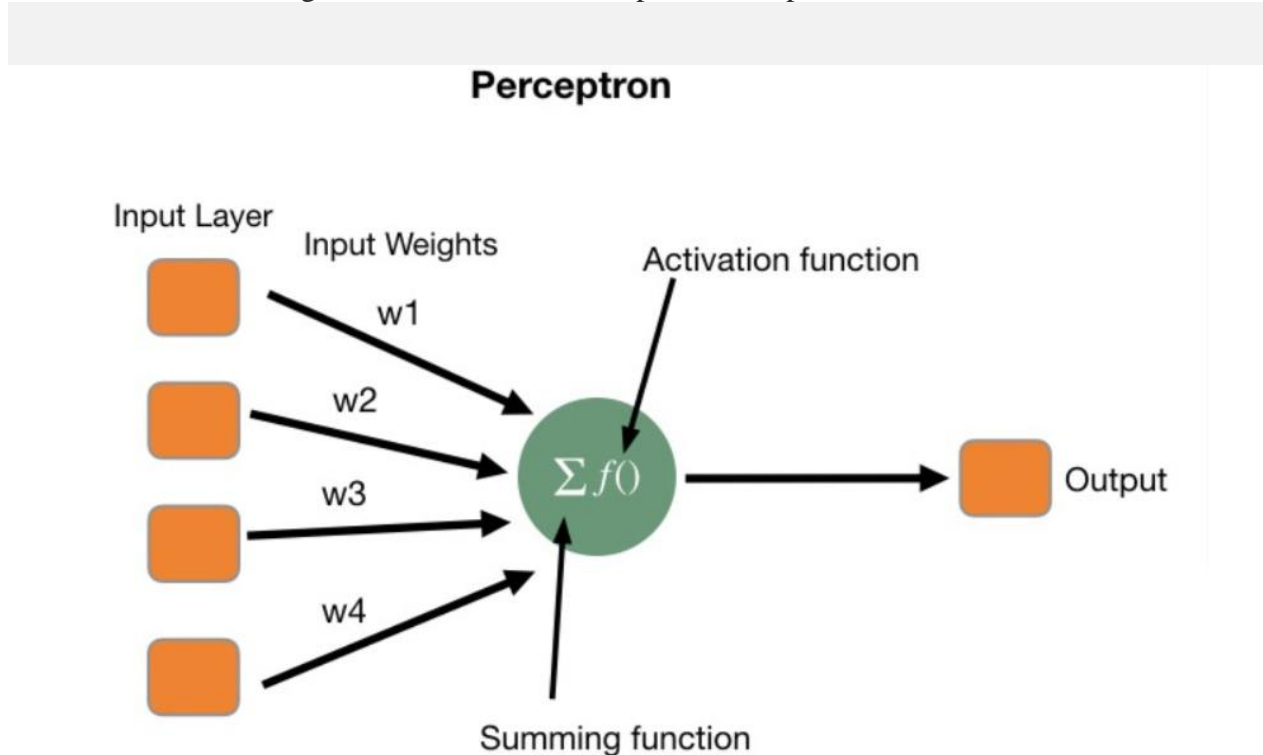 Perceptron
Input Layer
Input Weights
Activation function
w1
w2
w3
w4
Σ f()
Output
Summing function